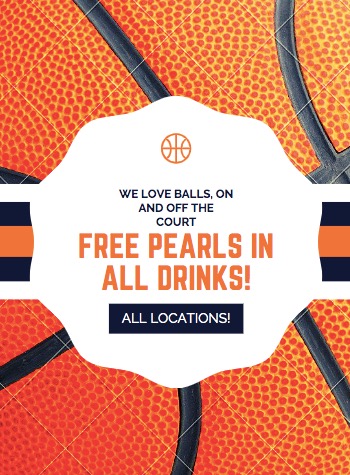 WE LOVE BALLS, ON
AND OFF THE
COURT
FREE PEARLS IN
ALL DRINKS!
ALL LOCATIONS!